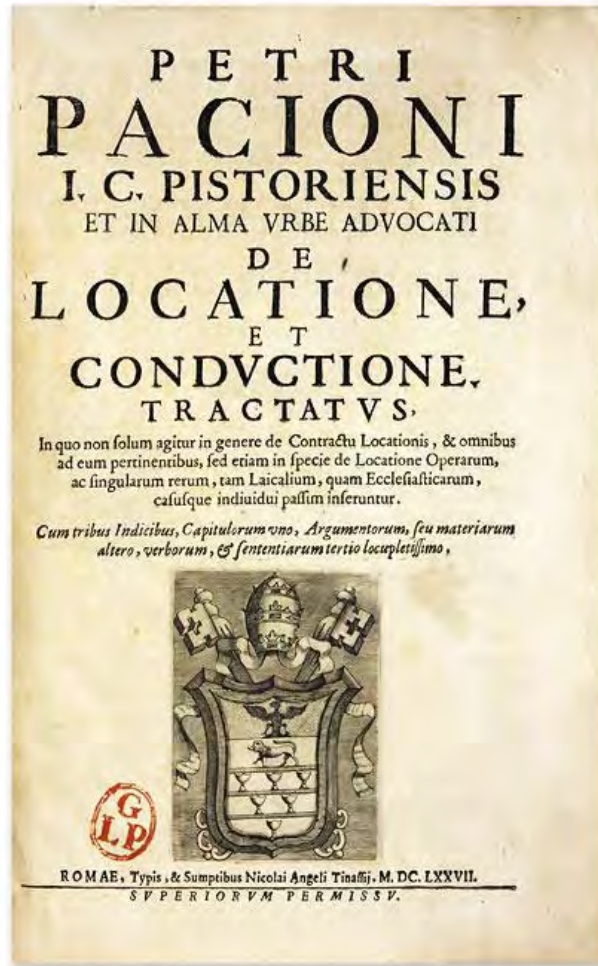 PETRI
PACIONI
I. C. PISTORIENSIS
ET IN ALMA VRBE ADVOCATI
DE
LOCATIONE,
ET
CONDVCTIONE.
TRACTATVS,
In quo non ſolum agitur in genere de Contractu Locationis, & omnibus
ad eum pertinentibus, ſed etiam in ſpecie de Locatione Operarum,
ac ſingularum rerum, tam Laicalium, quam Eccleſiaſticarum,
caſuſque indiuidui paſſim inſeruntur.
Cum tribus Indicibus, Capitulorum vno, Argumentorum, ſeu materiarum
altero, verborum, & ſententiarum tertio locupletiſſimo,
G
LP
ROMAE, Typis, & Sumptibus Nicolai Angeli Tinaſſij. M. DC. LXXVII.
SVPERIORVM PERMISSV.